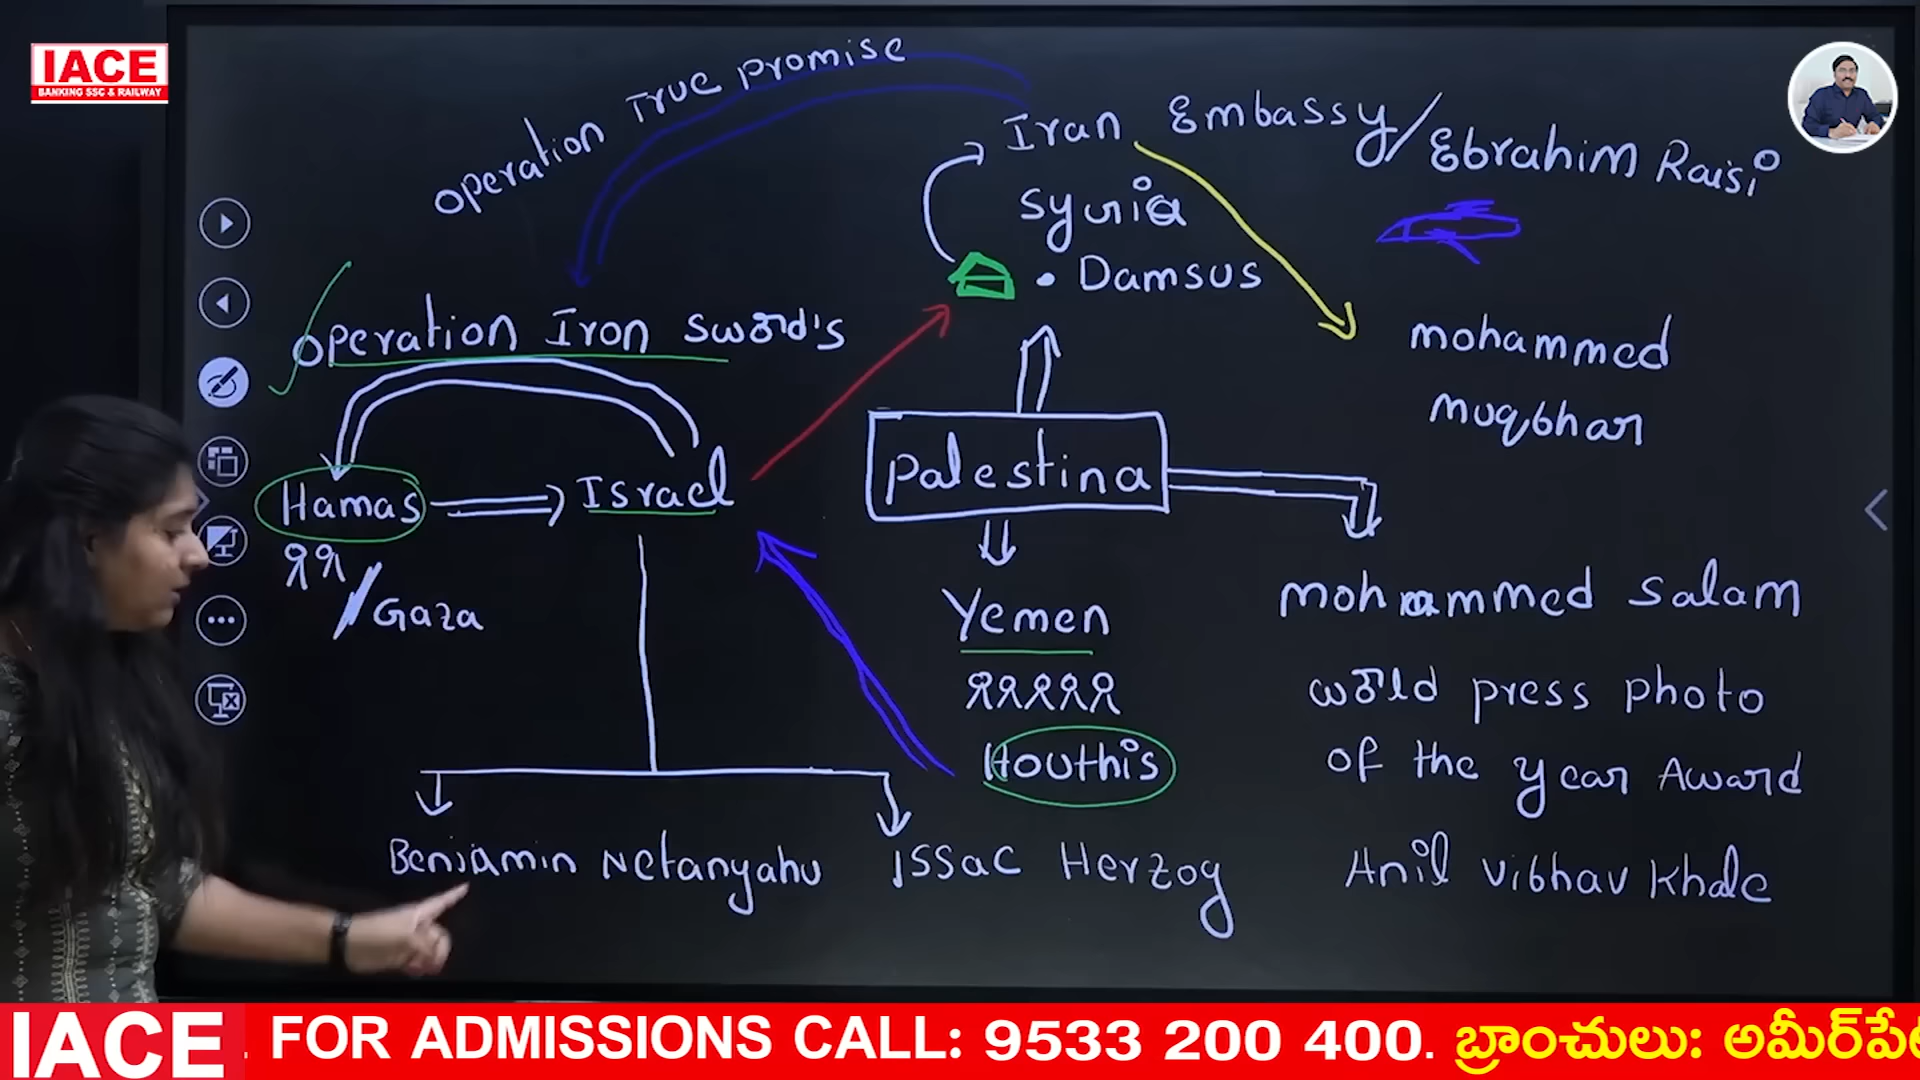 IACE
BANKING SSC & RAILWAY
operation True promise
Iran Embassy/Ebrahim Raisi
Syria
• Damsus
operation Iron sword's
mohammed
muqbhar
Hamas
Israel
palestina
Gaza
Yemen
Houthis
mohammed salam
world press photo
of the year Award
Anil vibhav khale
Benjamin Netanyahu
Issac Herzog
IACE. FOR ADMISSIONS CALL: 9533 200 400. బ్రాంచులు: అమీర్‌పే